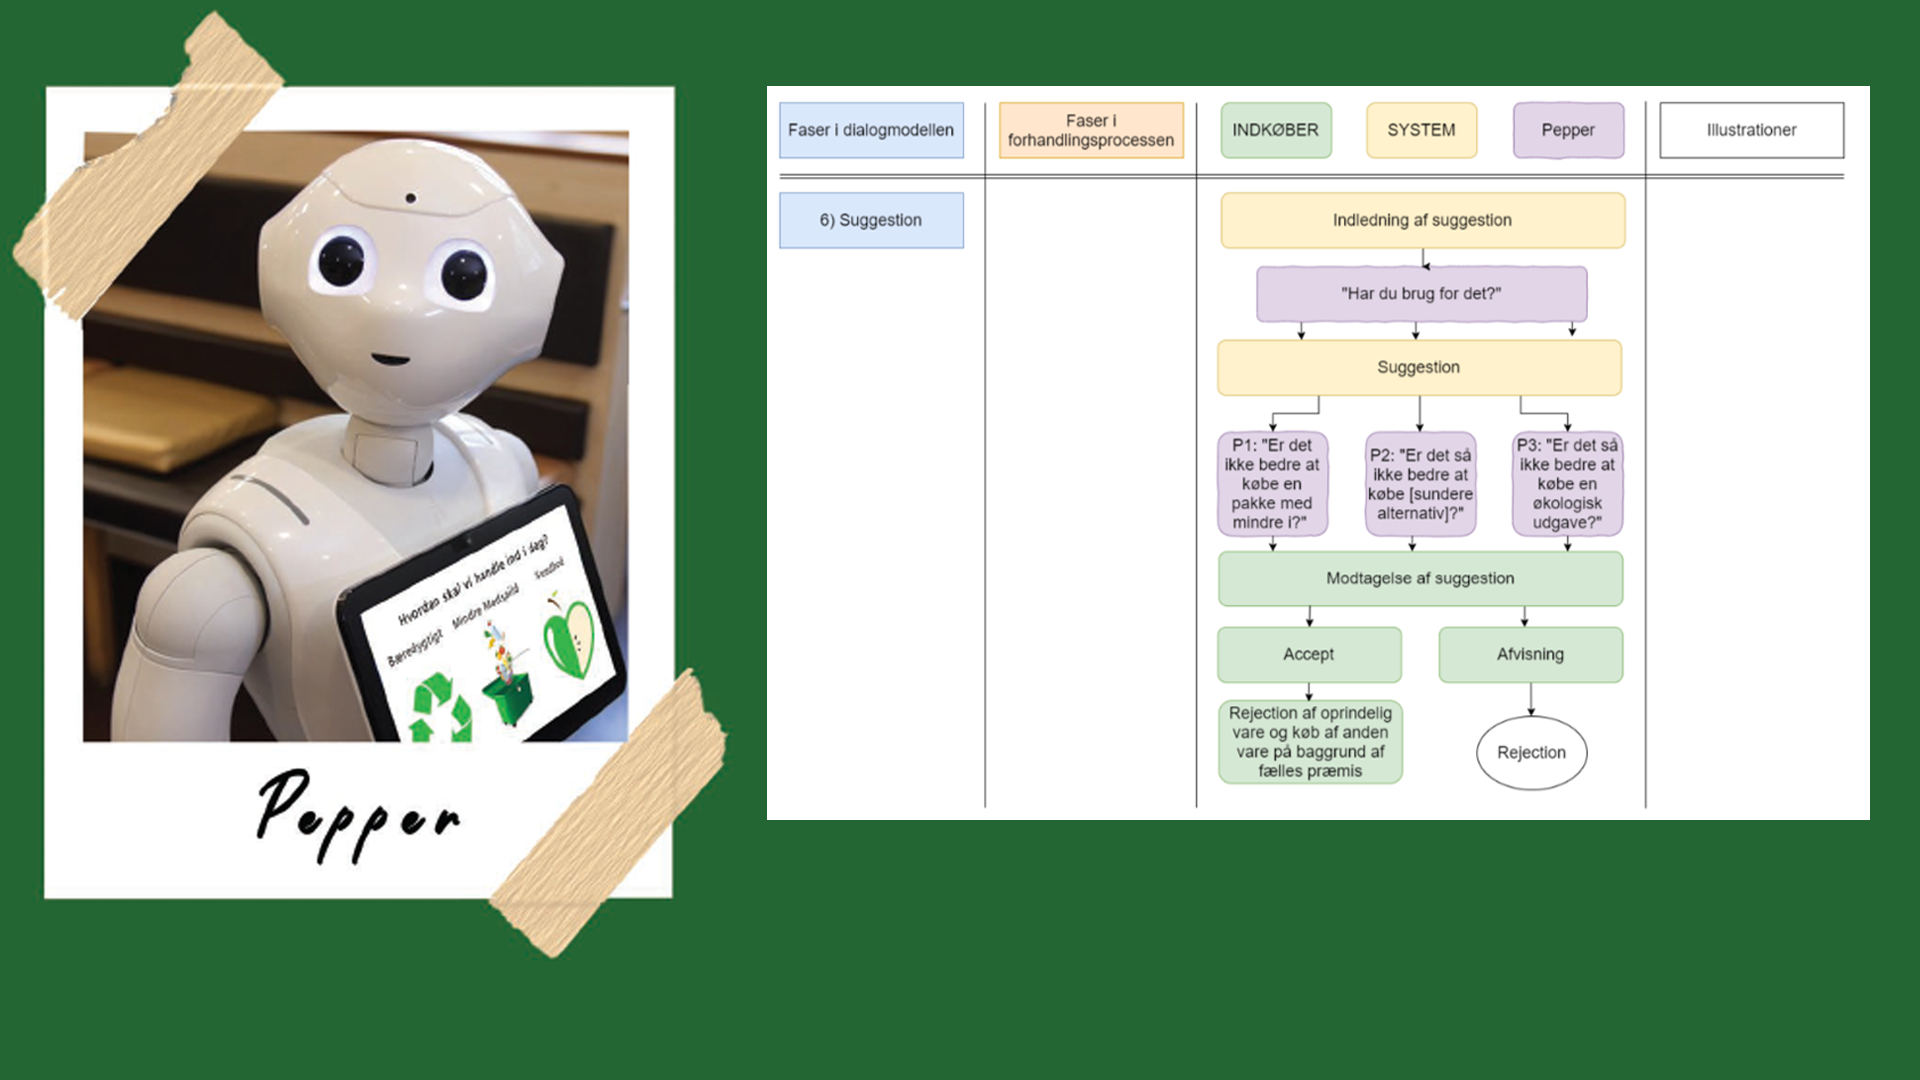 Hvordan skal vi handle ind i dag?
Bæredygtigt
Mindre Madspild
Sundhed
Pepper
Faser i dialogmodellen
Faser i
forhandlingsprocessen
INDKØBER
SYSTEM
Pepper
Illustrationer
6) Suggestion
Indledning af suggestion
"Har du brug for det?"
Suggestion
P1: "Er det
ikke bedre at
købe en
pakke med
mindre i?"
P2: "Er det så
ikke bedre at
købe [sundere
alternativ]?"
P3: "Er det så
ikke bedre at
købe en
økologisk
udgave?"
Modtagelse af suggestion
Accept
Afvisning
Rejection af oprindelig
vare og køb af anden
vare på baggrund af
fælles præmis
Rejection